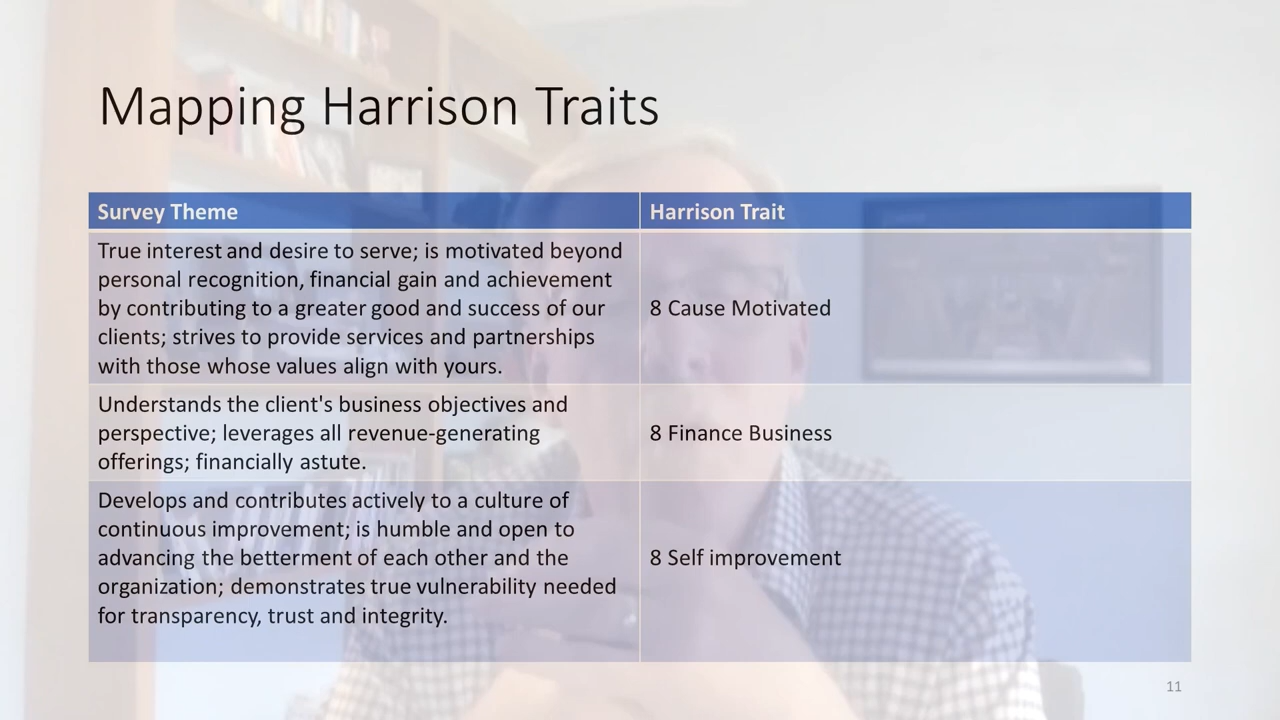 Mapping Harrison Traits
Survey Theme
Harrison Trait
True interest and desire to serve; is motivated beyond
personal recognition, financial gain and achievement
by contributing to a greater good and success of our
clients; strives to provide services and partnerships
with those whose values align with yours.
8 Cause Motivated
Understands the client's business objectives and
perspective; leverages all revenue-generating
offerings; financially astute.
8 Finance Business
Develops and contributes actively to a culture of
continuous improvement; is humble and open to
advancing the betterment of each other and the
organization; demonstrates true vulnerability needed
for transparency, trust and integrity.
8 Self improvement
11